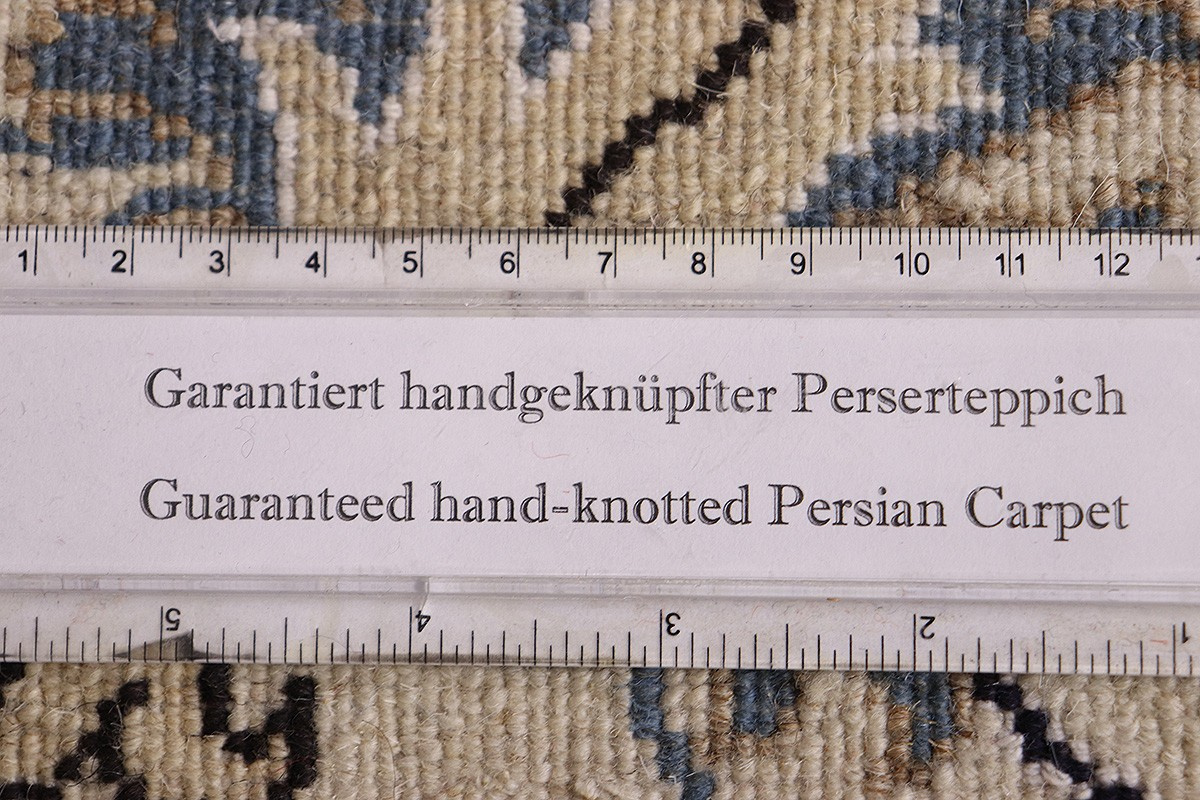 1 2 3 4 5 6 7 8 9 10 11 12
Garantiert handgeknüpfter Perserteppich
Guaranteed hand-knotted Persian Carpet
5 4 3 2 1